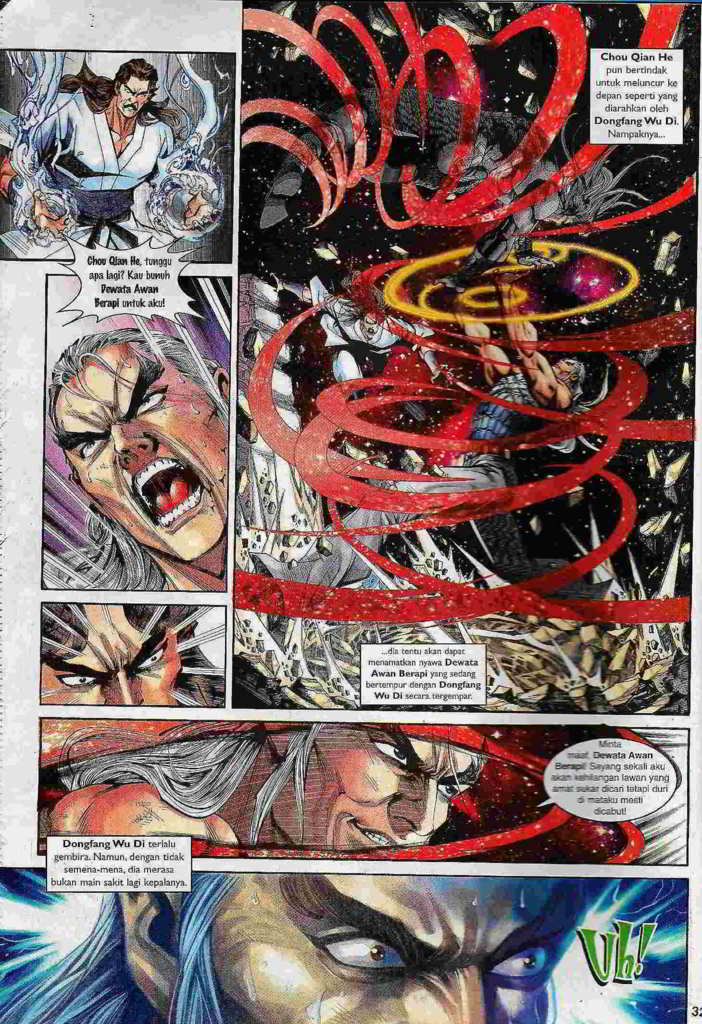 Chou Qian He, tunggu
apa lagi? Kau bunuh
Dewata Awan
Berapi untuk aku!
Chou Qian He
pun bertindak
untuk meluncur ke
depan seperti yang
diarahkan oleh
Dongfang Wu Di.
Nampaknya...
...dia tentu akan dapat
menamatkan nyawa Dewata
Awan Berapi yang sedang
bertempur dengan Dongfang
Wu Di secara tergempar.
Minta
maaf, Dewata Awan
Berapi! Sayang sekali aku
akan kehilangan lawan yang
amat sukar dicari tetapi duri
di mataku mesti
dicabut!
Dongfang Wu Di terlalu
gembira. Namun, dengan tidak
semena-mena, dia merasa
bukan main sakit kepalanya.
Uh!